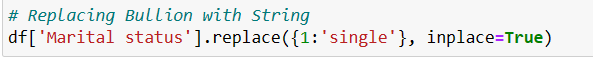 # Replacing Bullion with String
df['Marital status'].replace({1:'single'}, inplace=True)